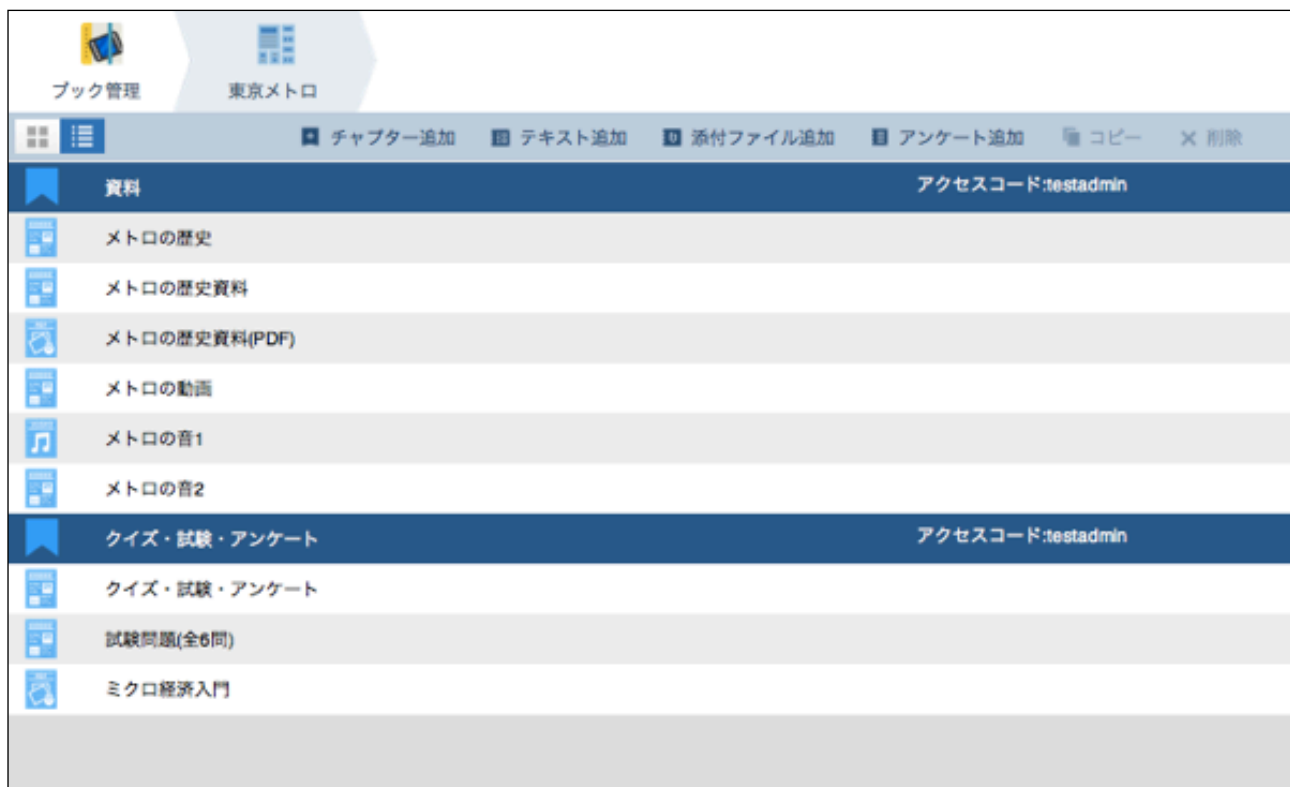 ブック管理 東京メトロ
チャプター追加 テキスト追加 添付ファイル追加 アンケート追加 コピー 削除
資料 アクセスコード:testadmin
メトロの歴史
メトロの歴史資料
メトロの歴史資料(PDF)
メトロの動画
メトロの音1
メトロの音2
クイズ・試験・アンケート アクセスコード:testadmin
クイズ・試験・アンケート
試験問題(全6問)
ミクロ経済入門